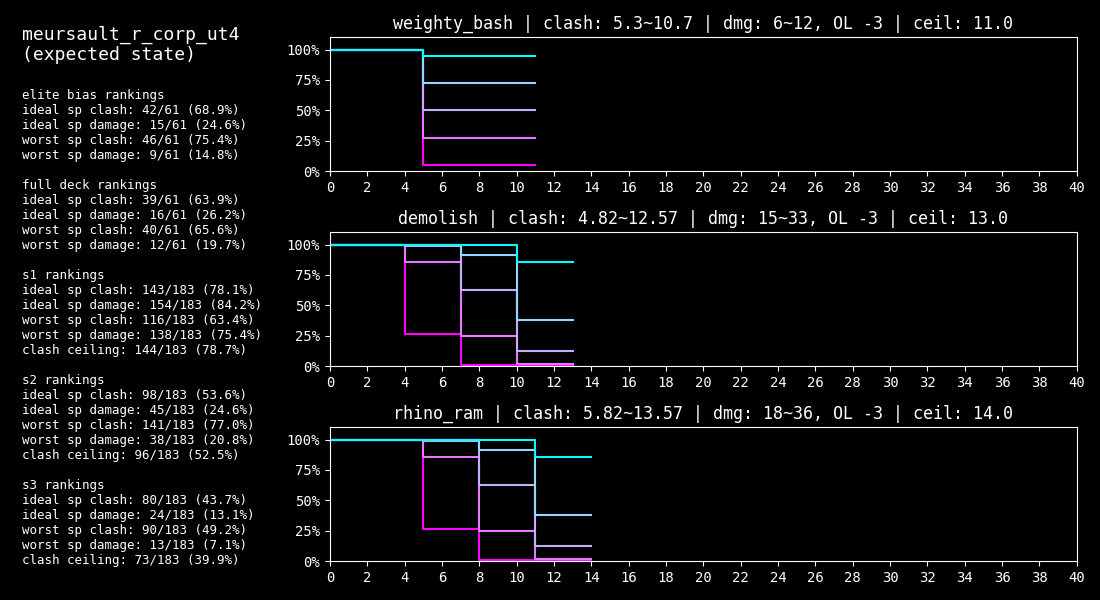 meursault_r_corp_ut4
(expected state)
elite bias rankings
ideal sp clash: 42/61 (68.9%)
ideal sp damage: 15/61 (24.6%)
worst sp clash: 46/61 (75.4%)
worst sp damage: 9/61 (14.8%)
full deck rankings
ideal sp clash: 39/61 (63.9%)
ideal sp damage: 16/61 (26.2%)
worst sp clash: 40/61 (65.6%)
worst sp damage: 12/61 (19.7%)
s1 rankings
ideal sp clash: 143/183 (78.1%)
ideal sp damage: 154/183 (84.2%)
worst sp clash: 116/183 (63.4%)
worst sp damage: 138/183 (75.4%)
clash ceiling: 144/183 (78.7%)
s2 rankings
ideal sp clash: 98/183 (53.6%)
ideal sp damage: 45/183 (24.6%)
worst sp clash: 141/183 (77.0%)
worst sp damage: 38/183 (20.8%)
clash ceiling: 96/183 (52.5%)
s3 rankings
ideal sp clash: 80/183 (43.7%)
ideal sp damage: 24/183 (13.1%)
worst sp clash: 90/183 (49.2%)
worst sp damage: 13/183 (7.1%)
clash ceiling: 73/183 (39.9%)
weighty_bash | clash: 5.3~10.7 | dmg: 6~12, OL -3 | ceil: 11.0
100%
75%
50%
25%
0%
0 2 4 6 8 10 12 14 16 18 20 22 24 26 28 30 32 34 36 38 40
demolish | clash: 4.82~12.57 | dmg: 15~33, OL -3 | ceil: 13.0
100%
75%
50%
25%
0%
0 2 4 6 8 10 12 14 16 18 20 22 24 26 28 30 32 34 36 38 40
rhino_ram | clash: 5.82~13.57 | dmg: 18~36, OL -3 | ceil: 14.0
100%
75%
50%
25%
0%
0 2 4 6 8 10 12 14 16 18 20 22 24 26 28 30 32 34 36 38 40